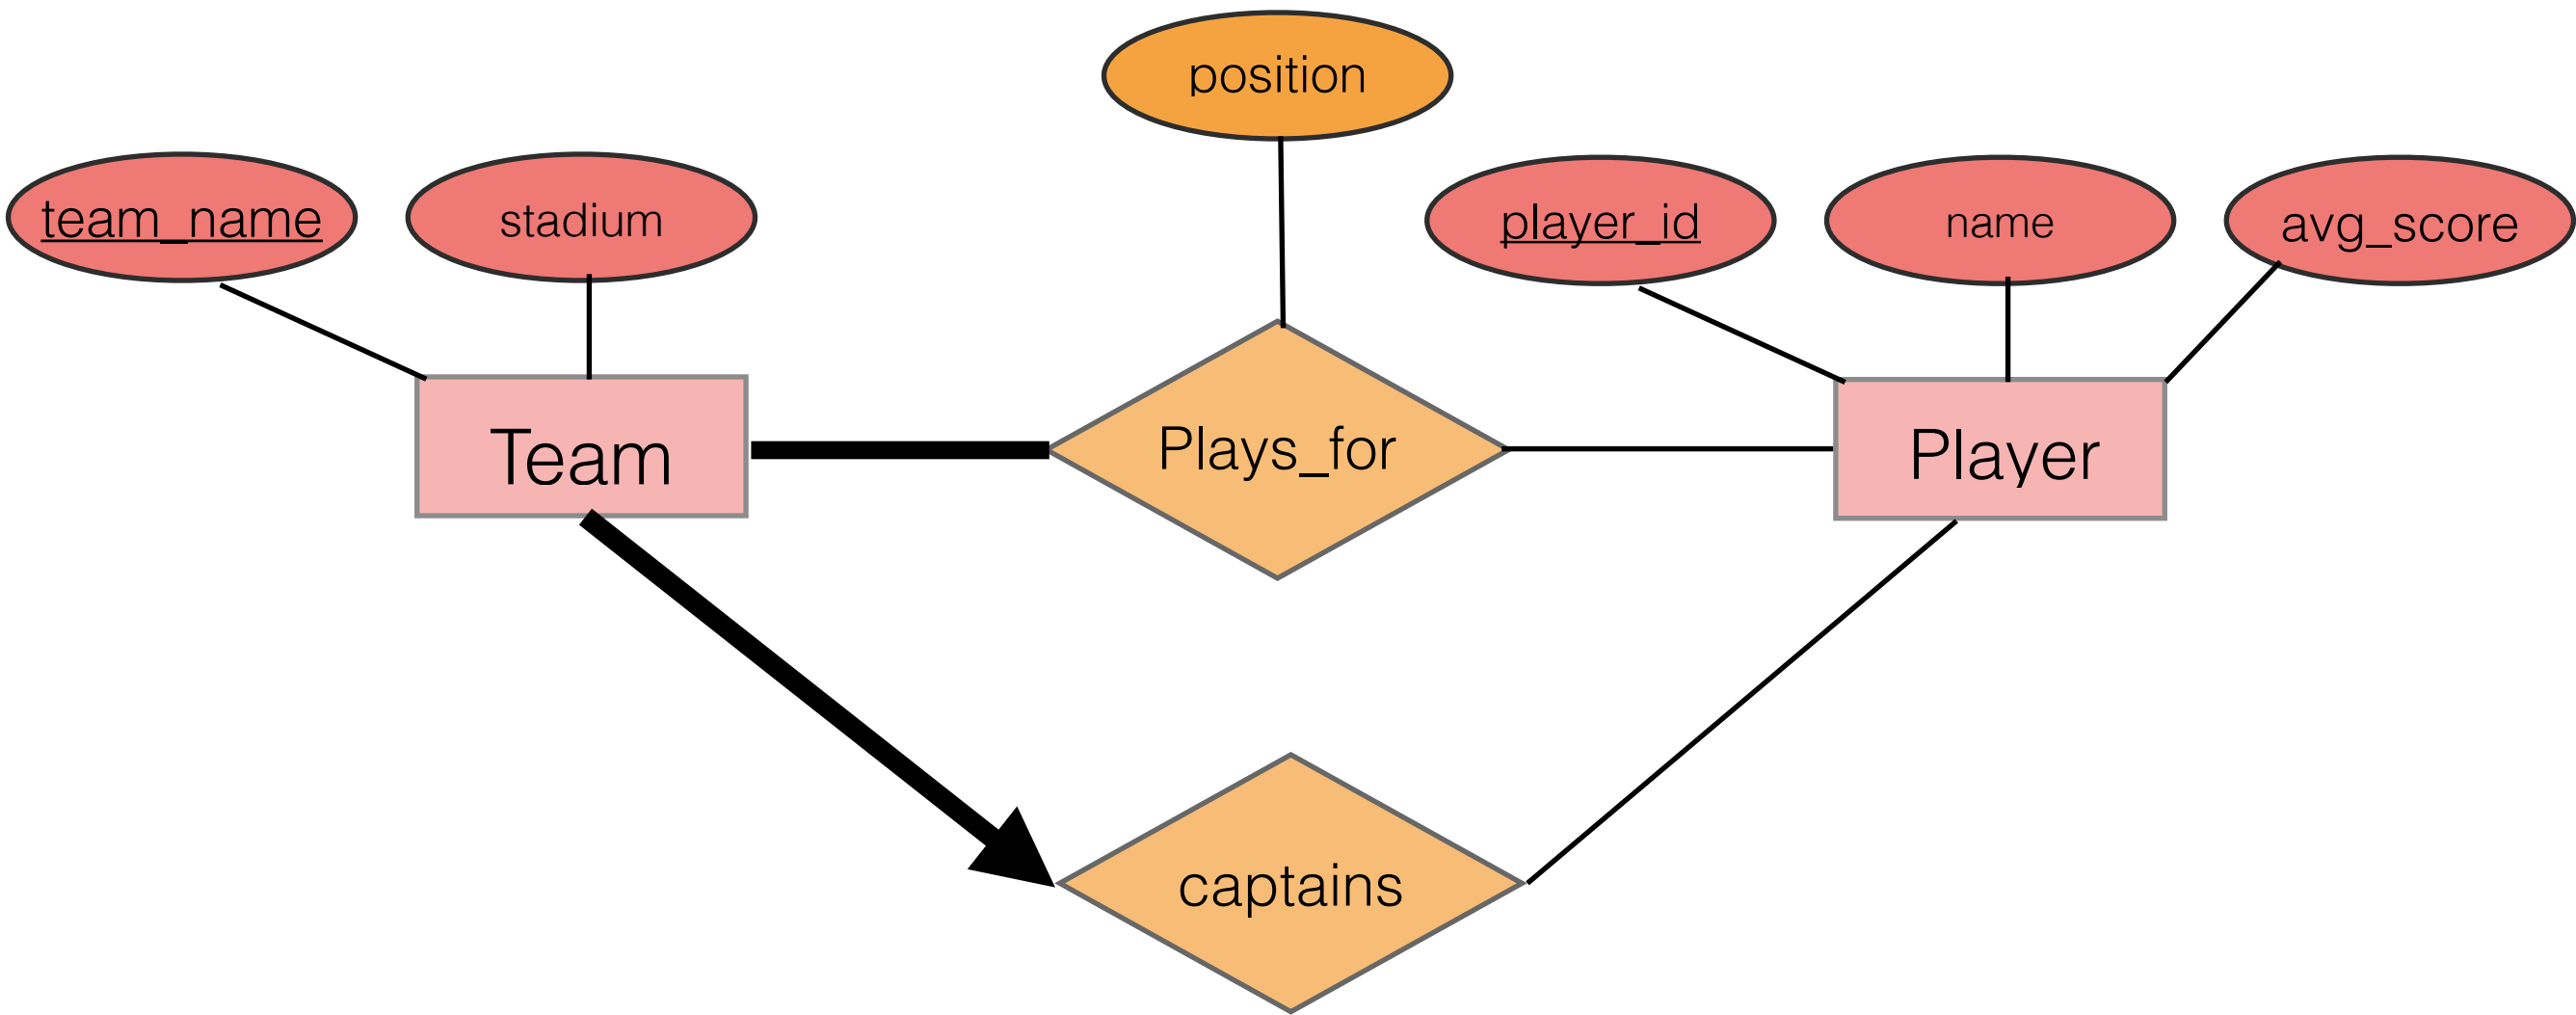 position
team_name
stadium
player_id
name
avg_score
Team
Plays_for
Player
captains